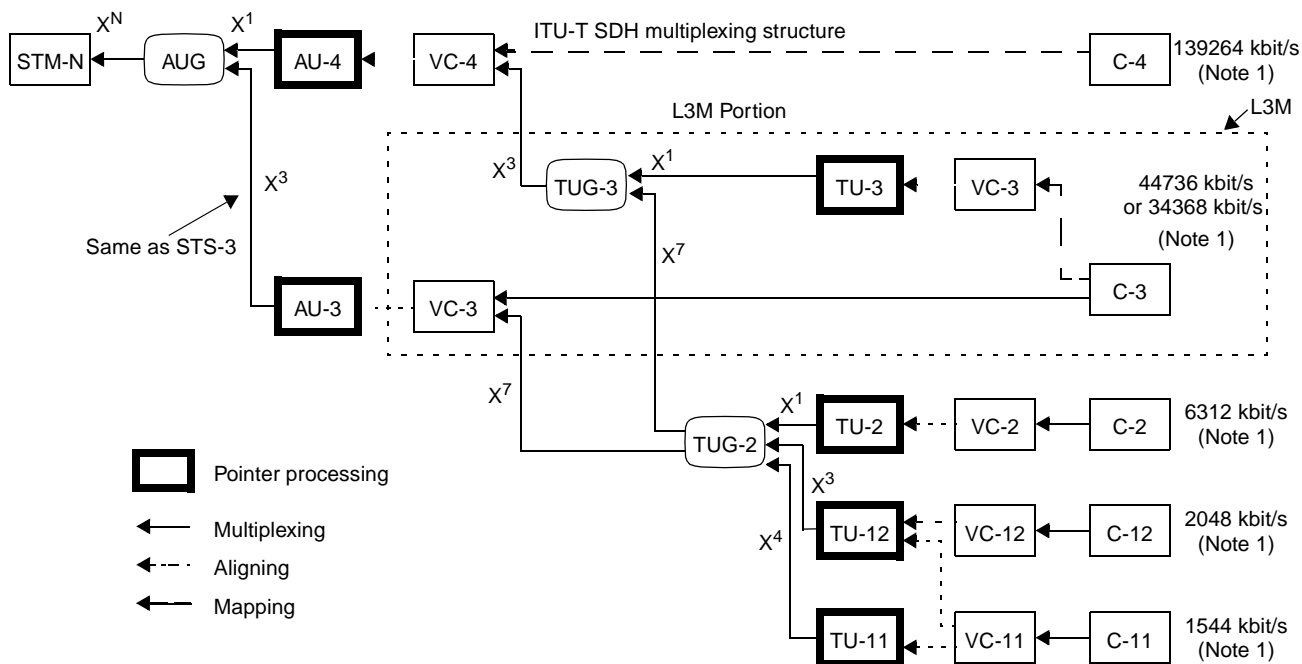 X^N
X^1
ITU-T SDH multiplexing structure
STM-N
AUG
AU-4
VC-4
C-4
139264 kbit/s
(Note 1)
L3M Portion
L3M
X^3
X^3
X^1
TUG-3
TU-3
VC-3
44736 kbit/s
or 34368 kbit/s
(Note 1)
Same as STS-3
X^7
AU-3
VC-3
C-3
X^7
X^1
TUG-2
TU-2
VC-2
C-2
6312 kbit/s
(Note 1)
Pointer processing
X^3
Multiplexing
X^4
TU-12
VC-12
C-12
2048 kbit/s
(Note 1)
Aligning
Mapping
TU-11
VC-11
C-11
1544 kbit/s
(Note 1)